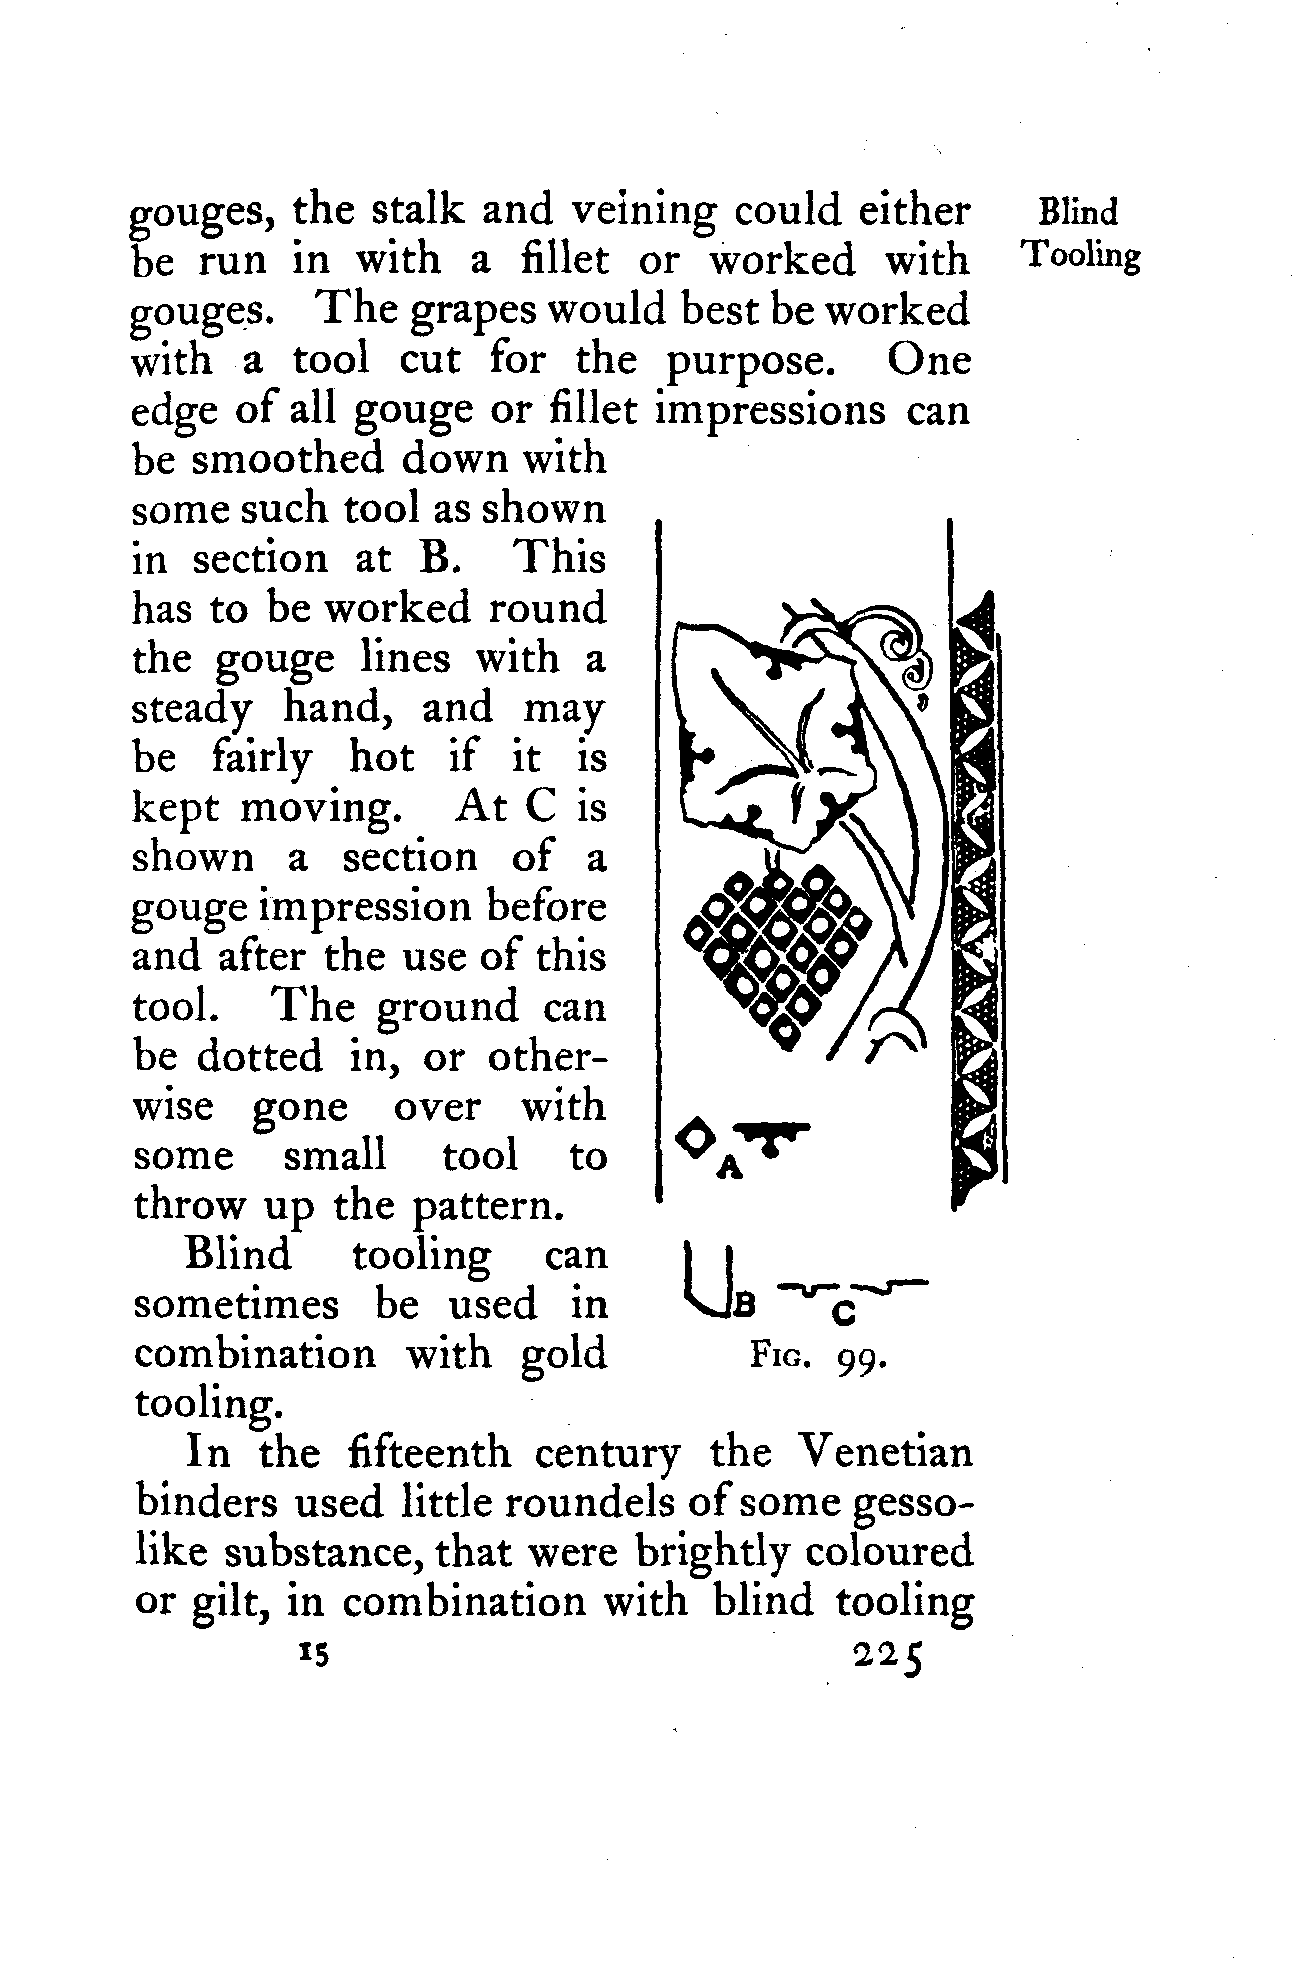 gouges, the stalk and veining could either
be run in with a fillet or worked with
gouges. The grapes would best be worked
with a tool cut for the purpose. One
edge of all gouge or fillet impressions can
be smoothed down with
some such tool as shown
in section at B. This
has to be worked round
the gouge lines with a
steady hand, and may
be fairly hot if it is
kept moving. At C is
shown a section of a
gouge impression before
and after the use of this
tool. The ground can
be dotted in, or other-
wise gone over with
some small tool to
throw up the pattern.
Blind tooling can
sometimes be used in
combination with gold
tooling.
Blind
Tooling
A
B
C
Fig. 99.
In the fifteenth century the Venetian
binders used little roundels of some gesso-
like substance, that were brightly coloured
or gilt, in combination with blind tooling
15
225